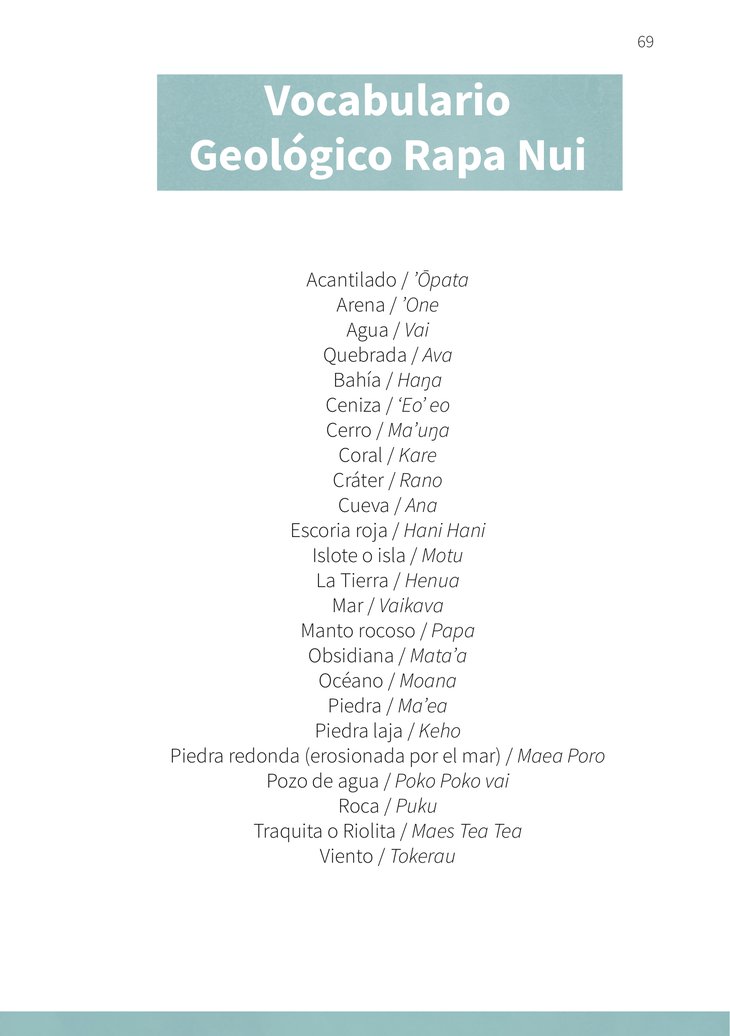 69
Vocabulario
Geológico Rapa Nui
Acantilado / ’Ōpata
Arena / ’One
Agua / Vai
Quebrada / Ava
Bahía / Haŋa
Ceniza / ‘Eo’ eo
Cerro / Ma’uŋa
Coral / Kare
Cráter / Rano
Cueva / Ana
Escoria roja / Hani Hani
Islote o isla / Motu
La Tierra / Henua
Mar / Vaikava
Manto rocoso / Papa
Obsidiana / Mata’a
Océano / Moana
Piedra / Ma’ea
Piedra laja / Keho
Piedra redonda (erosionada por el mar) / Maea Poro
Pozo de agua / Poko Poko vai
Roca / Puku
Traquita o Riolita / Maes Tea Tea
Viento / Tokerau